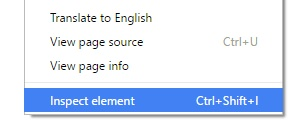 Translate to English
View page source Ctrl+U
View page info
Inspect element Ctrl+Shift+I